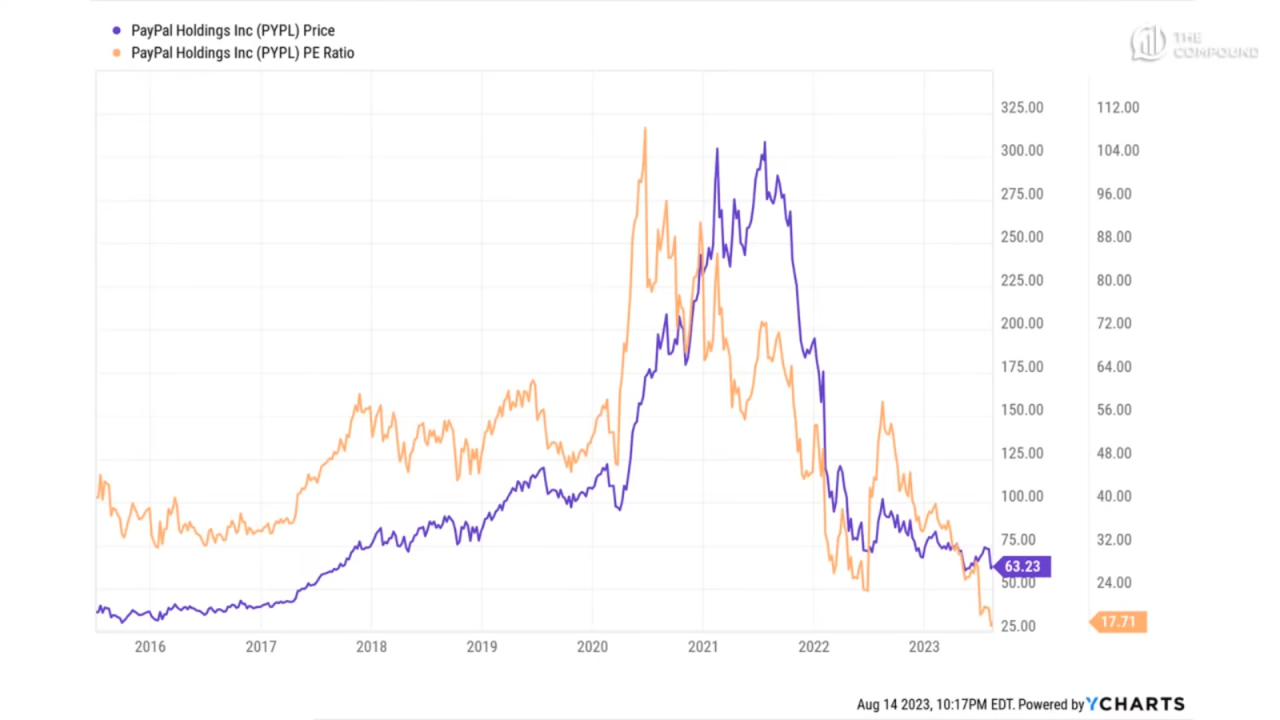 PayPal Holdings Inc (PYPL) Price
PayPal Holdings Inc (PYPL) PE Ratio
THE
COMPOUND
325.00 112.00
300.00 104.00
275.00 96.00
250.00 88.00
225.00 80.00
200.00 72.00
175.00 64.00
150.00 56.00
125.00 48.00
100.00 40.00
75.00 32.00
63.23
50.00 24.00
17.71
25.00
2016 2017 2018 2019 2020 2021 2022 2023
Aug 14 2023, 10:17PM EDT. Powered by YCHARTS